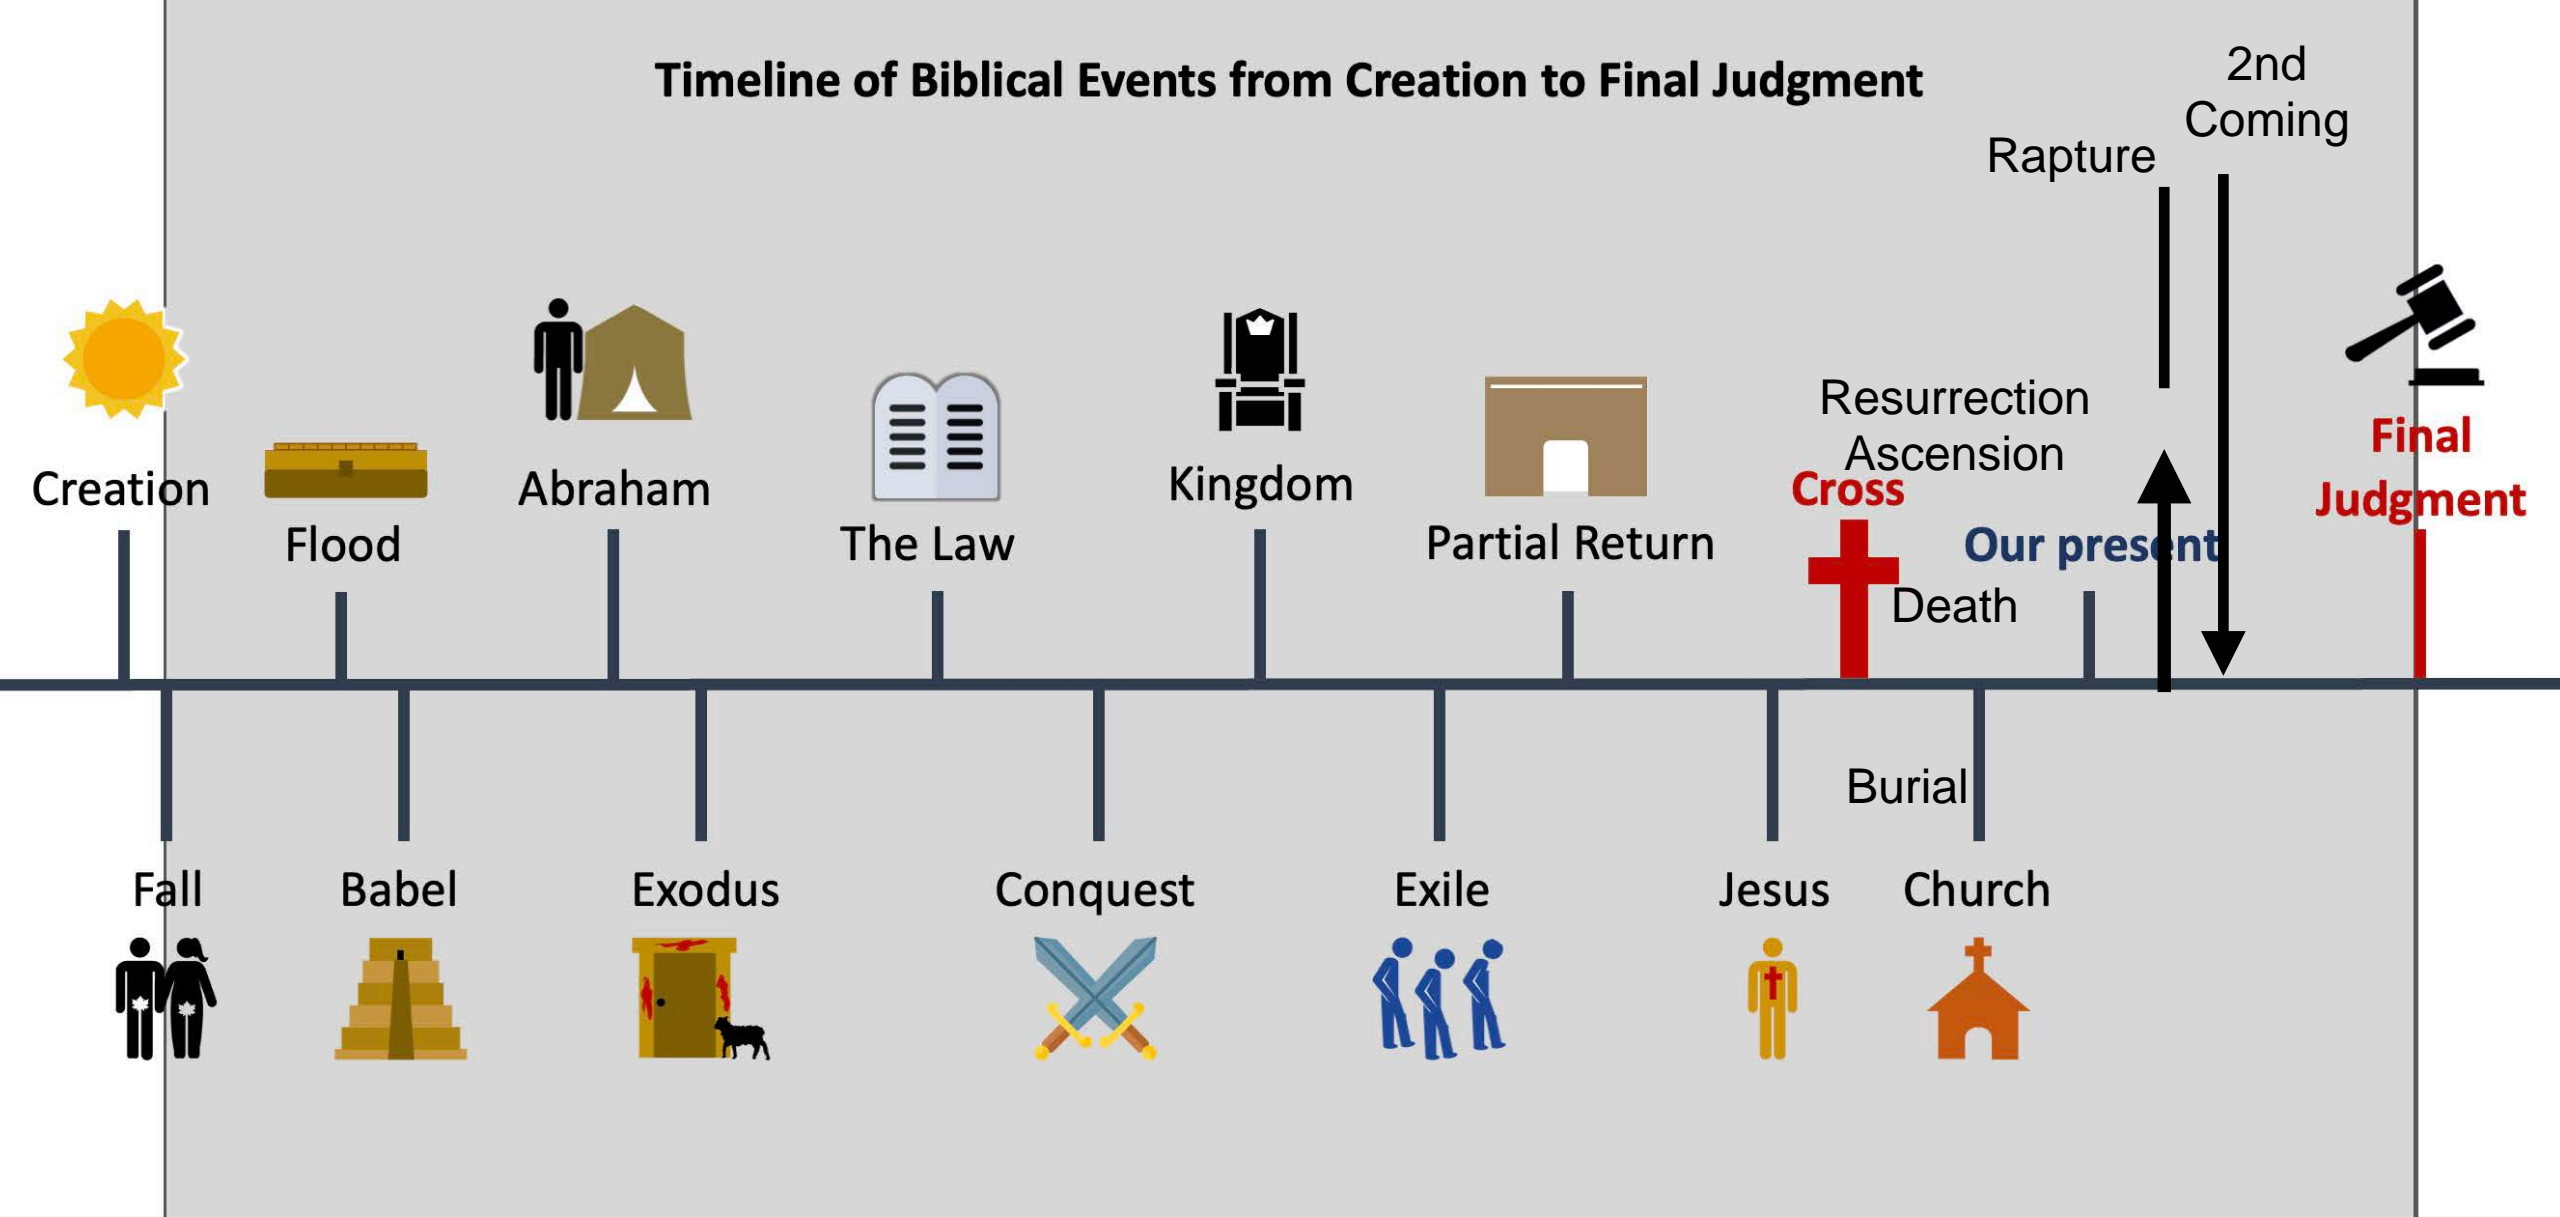 Timeline of Biblical Events from Creation to Final Judgment
2nd
Coming
Rapture
Resurrection
Ascension
Final
Judgment
Creation
Flood
Abraham
The Law
Kingdom
Partial Return
Cross
Death
Our present
Burial
Fall
Babel
Exodus
Conquest
Exile
Jesus
Church